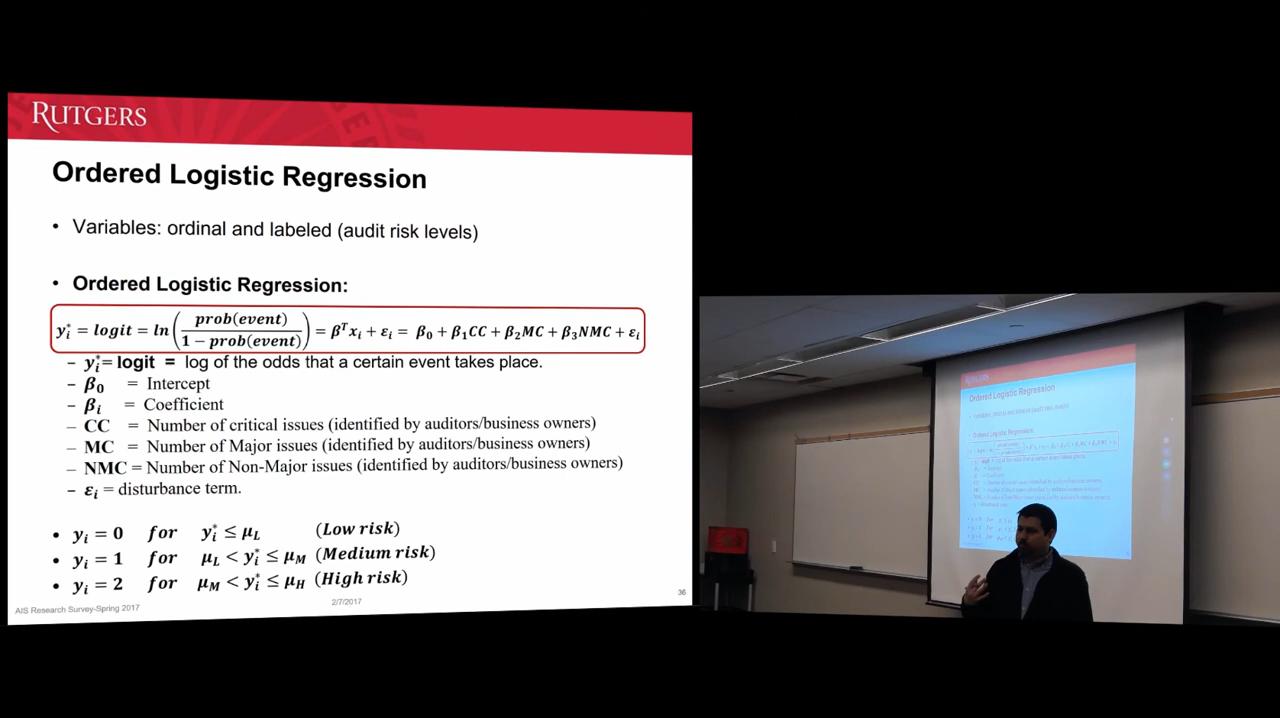 RUTGERS
Ordered Logistic Regression
• Variables: ordinal and labeled (audit risk levels)
• Ordered Logistic Regression:
y*ᵢ = logit = ln(prob(event) / 1 − prob(event)) = βᵀxᵢ + εᵢ = β₀ + β₁CC + β₂MC + β₃NMC + εᵢ
– y*ᵢ = logit = log of the odds that a certain event takes place.
– β₀ = Intercept
– βᵢ = Coefficient
– CC = Number of critical issues (identified by auditors/business owners)
– MC = Number of Major issues (identified by auditors/business owners)
– NMC = Number of Non-Major issues (identified by auditors/business owners)
– εᵢ = disturbance term.
• yᵢ = 0 for y*ᵢ ≤ μL (Low risk)
• yᵢ = 1 for μL < y*ᵢ ≤ μM (Medium risk)
• yᵢ = 2 for μM < y*ᵢ ≤ μH (High risk)
AIS Research Survey-Spring 2017
2/7/2017
36
Ordered Logistic Regression
Ordered Logistic Regression: